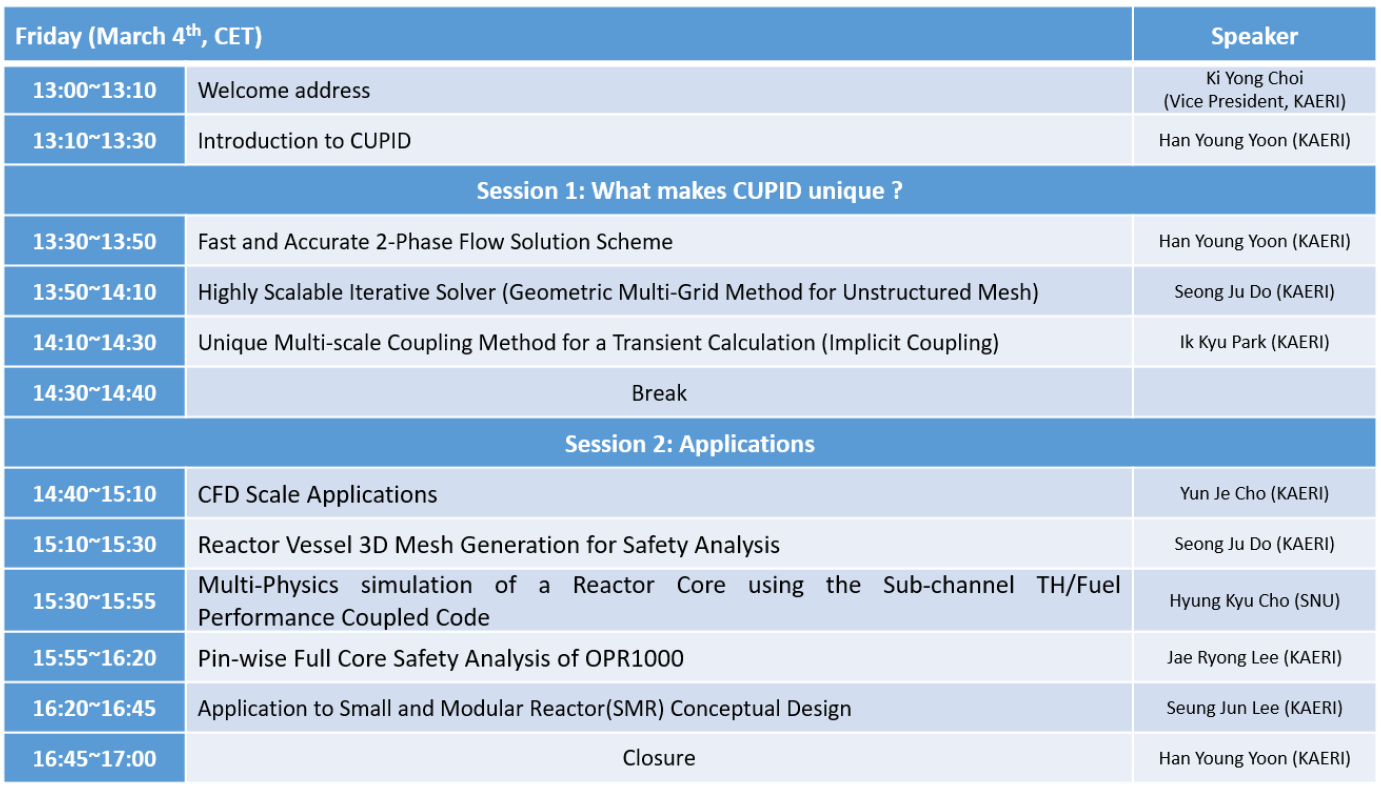 Friday (March 4th, CET) Speaker
13:00~13:10 Welcome address Ki Yong Choi
(Vice President, KAERI)
13:10~13:30 Introduction to CUPID Han Young Yoon (KAERI)
Session 1: What makes CUPID unique ?
13:30~13:50 Fast and Accurate 2-Phase Flow Solution Scheme Han Young Yoon (KAERI)
13:50~14:10 Highly Scalable Iterative Solver (Geometric Multi-Grid Method for Unstructured Mesh) Seong Ju Do (KAERI)
14:10~14:30 Unique Multi-scale Coupling Method for a Transient Calculation (Implicit Coupling) Ik Kyu Park (KAERI)
14:30~14:40 Break
Session 2: Applications
14:40~15:10 CFD Scale Applications Yun Je Cho (KAERI)
15:10~15:30 Reactor Vessel 3D Mesh Generation for Safety Analysis Seong Ju Do (KAERI)
15:30~15:55 Multi-Physics simulation of a Reactor Core using the Sub-channel TH/Fuel
Performance Coupled Code Hyung Kyu Cho (SNU)
15:55~16:20 Pin-wise Full Core Safety Analysis of OPR1000 Jae Ryong Lee (KAERI)
16:20~16:45 Application to Small and Modular Reactor(SMR) Conceptual Design Seung Jun Lee (KAERI)
16:45~17:00 Closure Han Young Yoon (KAERI)